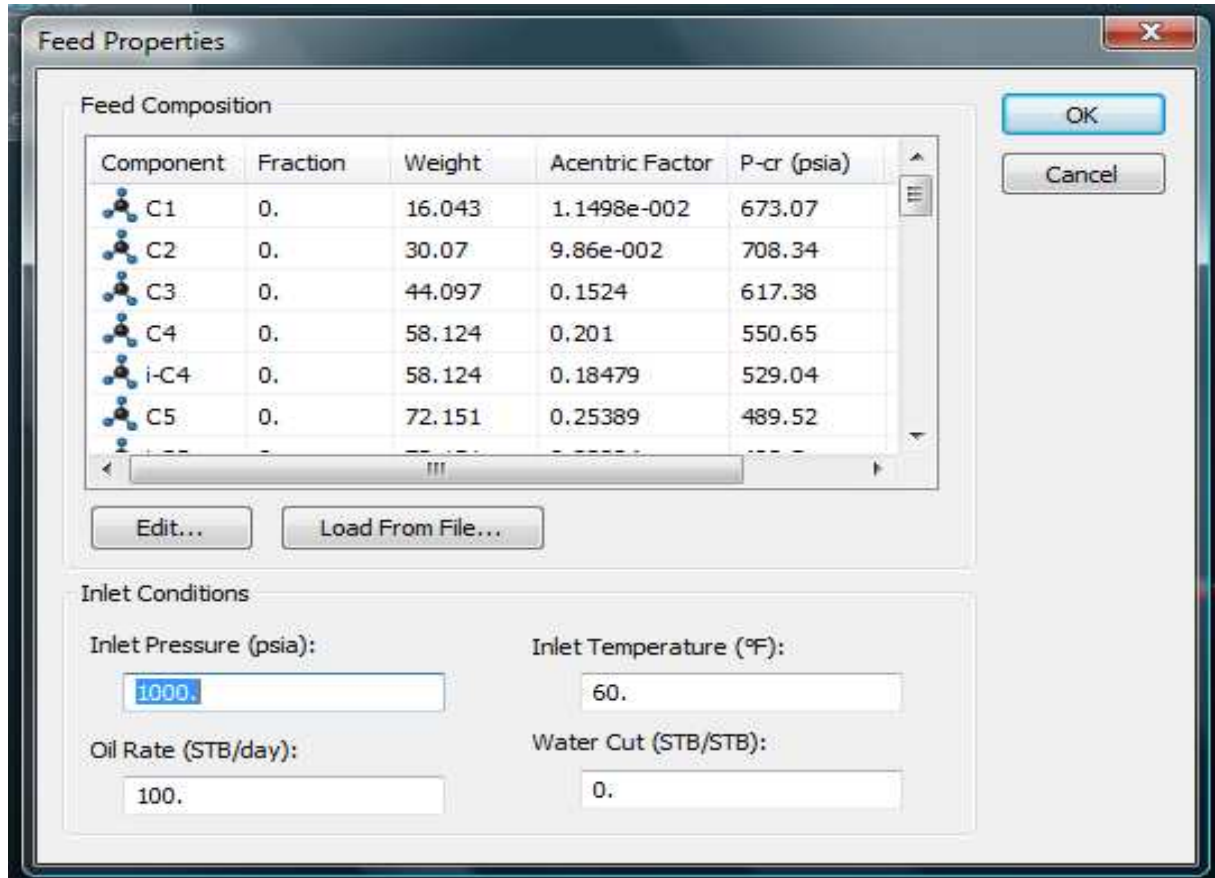 Feed Properties
Feed Composition
OK
Cancel
Component Fraction Weight Acentric Factor P-cr (psia)
C1 0. 16.043 1.1498e-002 673.07
C2 0. 30.07 9.86e-002 708.34
C3 0. 44.097 0.1524 617.38
C4 0. 58.124 0.201 550.65
i-C4 0. 58.124 0.18479 529.04
C5 0. 72.151 0.25389 489.52
Edit... Load From File...
Inlet Conditions
Inlet Pressure (psia): Inlet Temperature (°F):
1000. 60.
Oil Rate (STB/day): Water Cut (STB/STB):
100. 0.